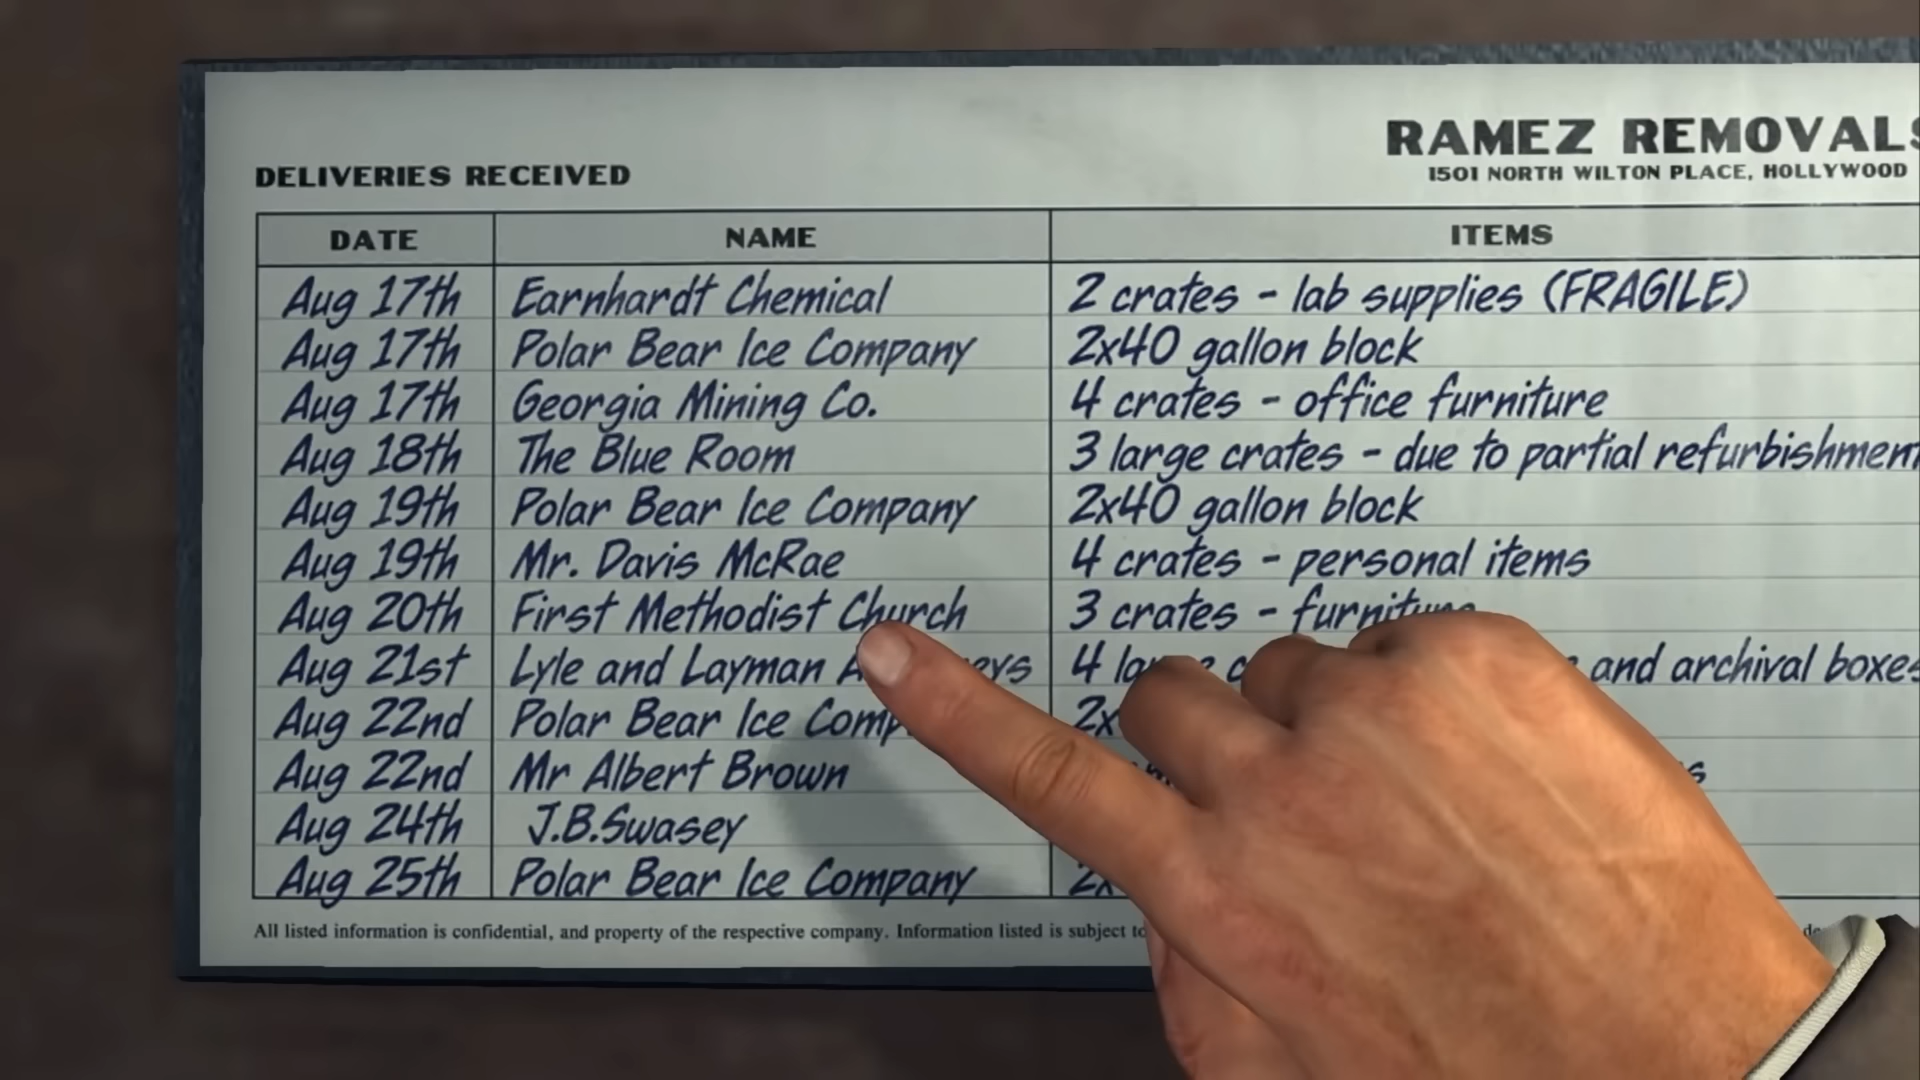 RAMEZ REMOVALS
1501 NORTH WILTON PLACE, HOLLYWOOD
DELIVERIES RECEIVED
DATE NAME ITEMS
Aug 17th Earnhardt Chemical 2 crates - lab supplies (FRAGILE)
Aug 17th Polar Bear Ice Company 2x40 gallon block
Aug 17th Georgia Mining Co. 4 crates - office furniture
Aug 18th The Blue Room 3 large crates - due to partial refurbishment
Aug 19th Polar Bear Ice Company 2x40 gallon block
Aug 19th Mr. Davis McRae 4 crates - personal items
Aug 20th First Methodist Church 3 crates - furniture
Aug 21st Lyle and Layman 4 and archival boxes
Aug 22nd Polar Bear Ice
Aug 22nd Mr Albert Brown
Aug 24th J.B.Swasey
Aug 25th Polar Bear Ice Company
All listed information is confidential, and property of the respective company. Information listed is subject to